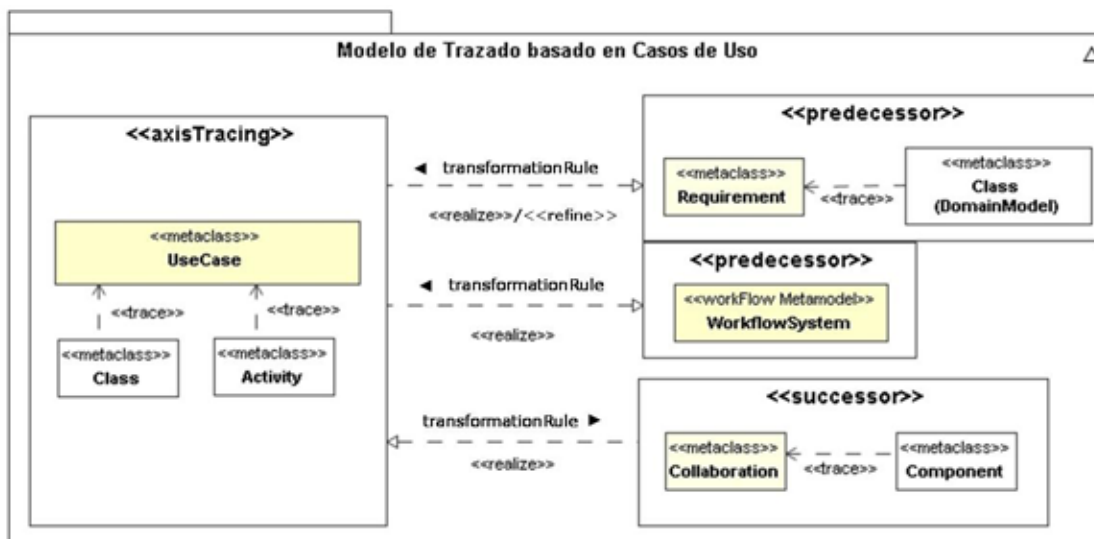 Modelo de Trazado basado en Casos de Uso
<<axisTracing>>
<<metaclass>>
UseCase
<<trace>>
<<trace>>
<<metaclass>>
Class
<<metaclass>>
Activity
◄ transformationRule
<<realize>>/<<refine>>
◄ transformationRule
<<realize>>
transformationRule ►
<<realize>>
<<predecessor>>
<<metaclass>>
Requirement
<<trace>>
<<metaclass>>
Class
(DomainModel)
<<predecessor>>
<<workFlow Metamodel>>
WorkflowSystem
<<successor>>
<<metaclass>>
Collaboration
<<trace>>
<<metaclass>>
Component